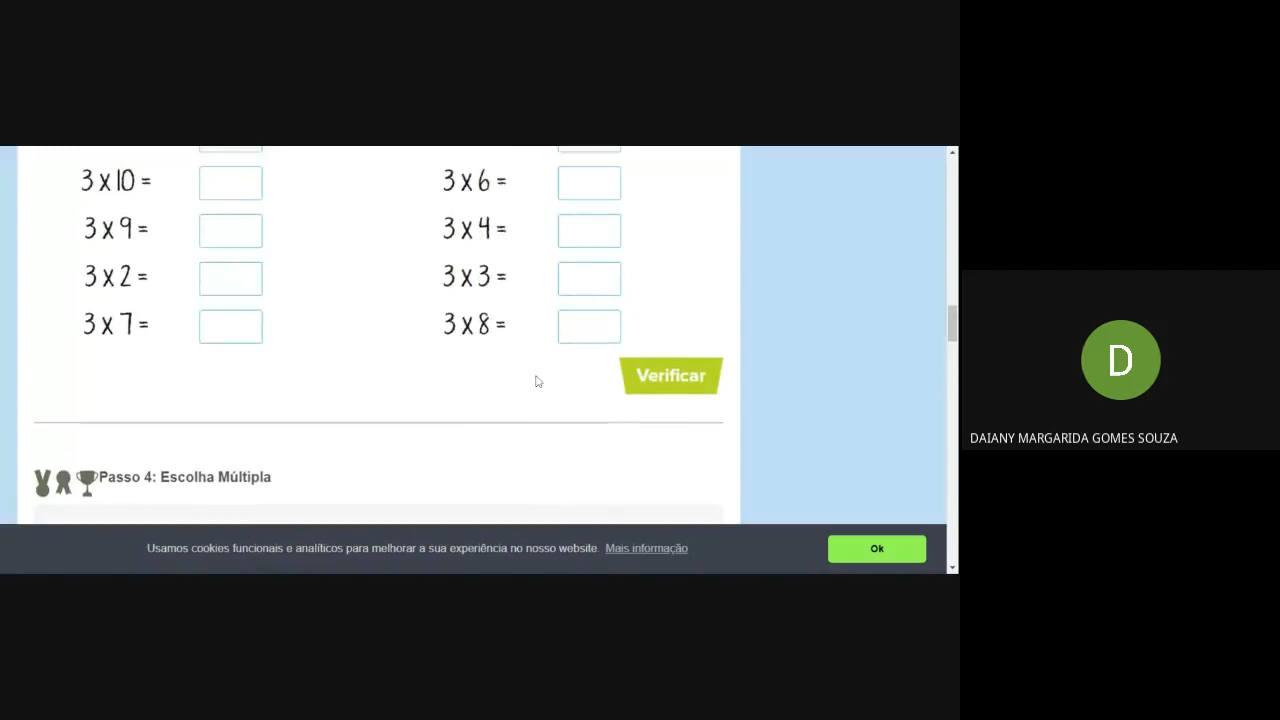 3 x 10 =
3 x 6 =
3 x 9 =
3 x 4 =
3 x 2 =
3 x 3 =
3 x 7 =
3 x 8 =
Verificar
Passo 4: Escolha Múltipla
Usamos cookies funcionais e analíticos para melhorar a sua experiência no nosso website. Mais informação
Ok
D
DAIANY MARGARIDA GOMES SOUZA